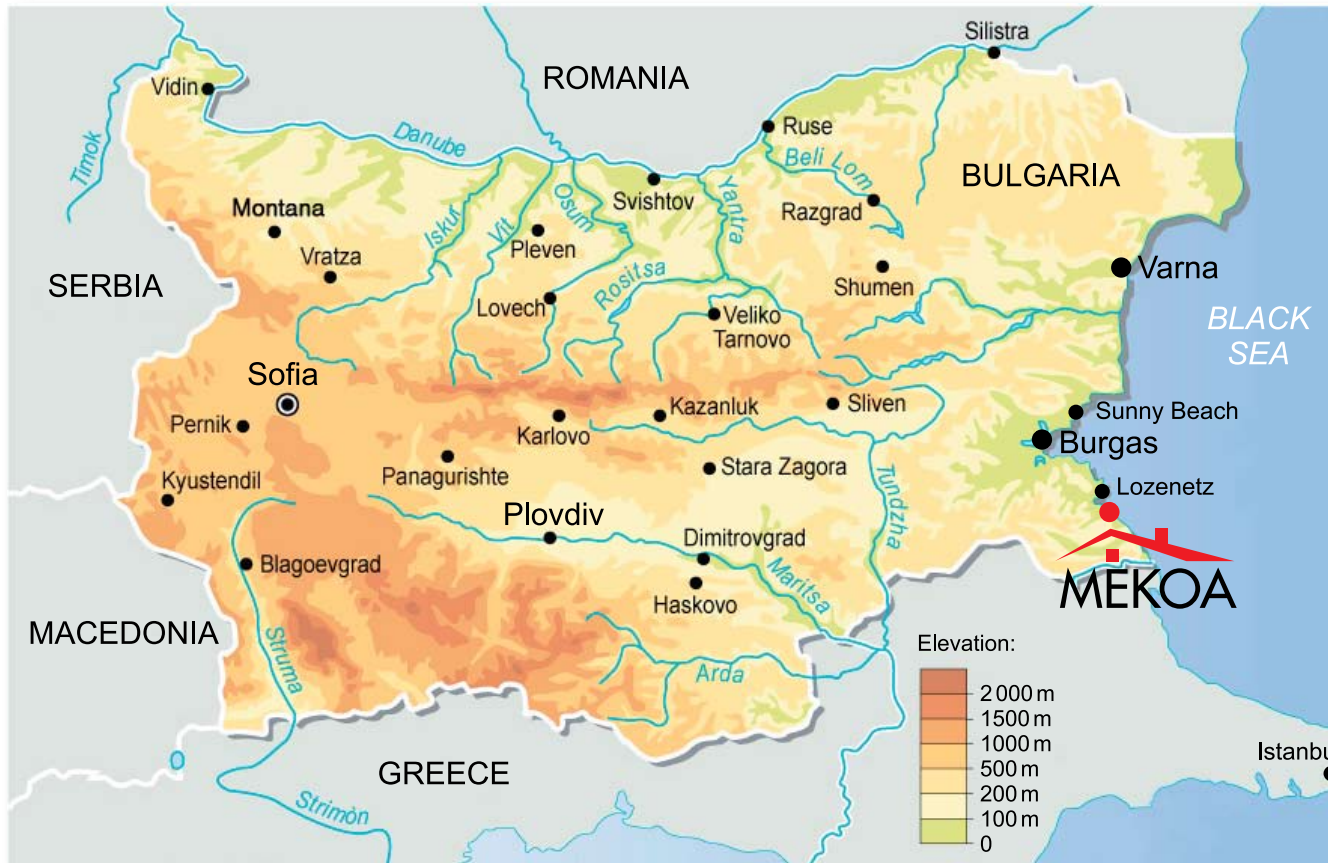 Silistra
ROMANIA
Vidin
Timok
Danube
Ruse
Beli Lom
BULGARIA
Montana
Iskur
Vit
Osum
Svishtov
Yantra
Razgrad
Pleven
Vratza
SERBIA
Rositsa
Shumen
Varna
Lovech
Veliko
Tarnovo
BLACK
SEA
Sofia
Pernik
Karlovo
Kazanluk
Sliven
Sunny Beach
Burgas
Panagurishte
Stara Zagora
Kyustendil
Tundzha
Lozenetz
Plovdiv
Dimitrovgrad
Blagoevgrad
Maritsa
Haskovo
MEKOA
MACEDONIA
Struma
Arda
Elevation:
2 000 m
1500 m
1000 m
500 m
200 m
100 m
0
GREECE
Strimòn
Istanbu